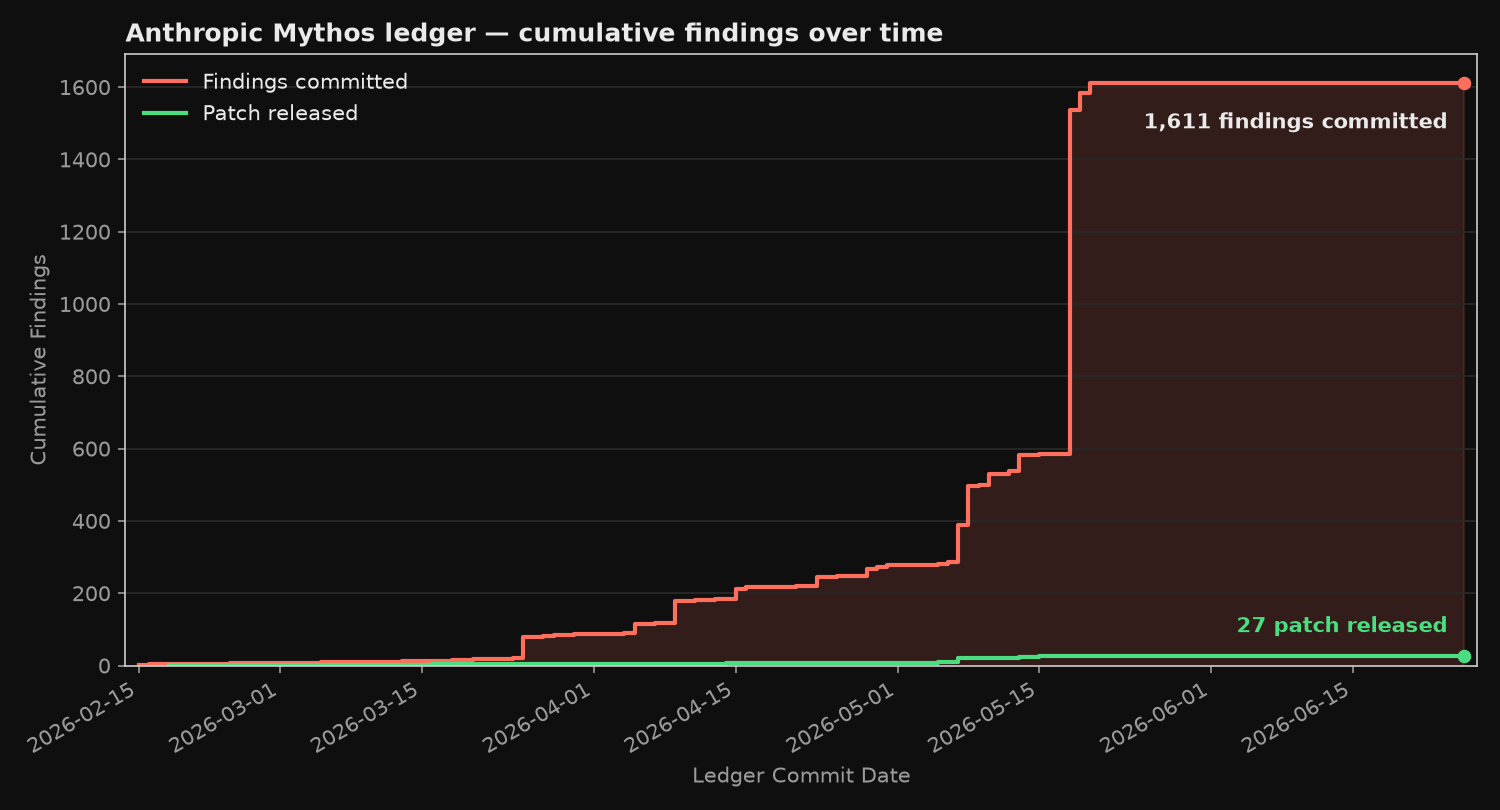 Anthropic Mythos ledger — cumulative findings over time
Findings committed
Patch released
1,611 findings committed
27 patch released
Cumulative Findings
1600
1400
1200
1000
800
600
400
200
0
2026-02-15
2026-03-01
2026-03-15
2026-04-01
2026-04-15
2026-05-01
2026-05-15
2026-06-01
2026-06-15
Ledger Commit Date